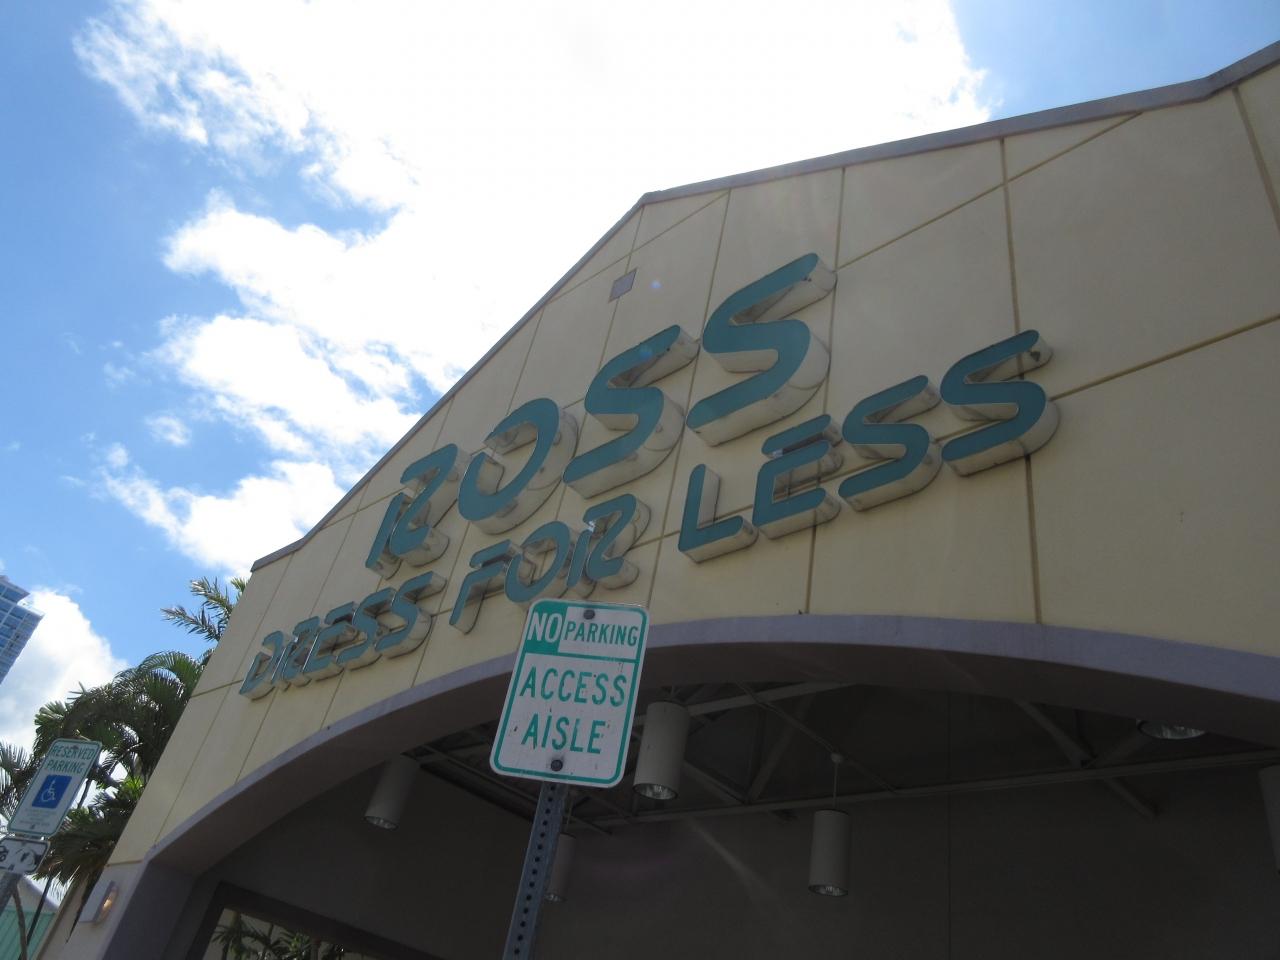 ROSS
DRESS FOR LESS
NO PARKING
ACCESS
AISLE
RESERVED
PARKING